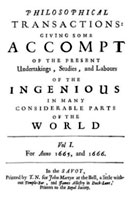 PHILOSOPHICAL
TRANSACTIONS:
GIVING SOME
ACCOMPT
OF THE PRESENT
Undertakings, Studies, and Labours
OF THE
INGENIOUS
IN MANY
CONSIDERABLE PARTS
OF THE
WORLD
Vol I.
For Anno 1665, and 1666.
In the SAVOY,
Printed by T. N. for John Martyn at the Bell, a little with-
out Temple-Bar, and James Allestry in Duck-Lane,
Printers to the Royal Society.